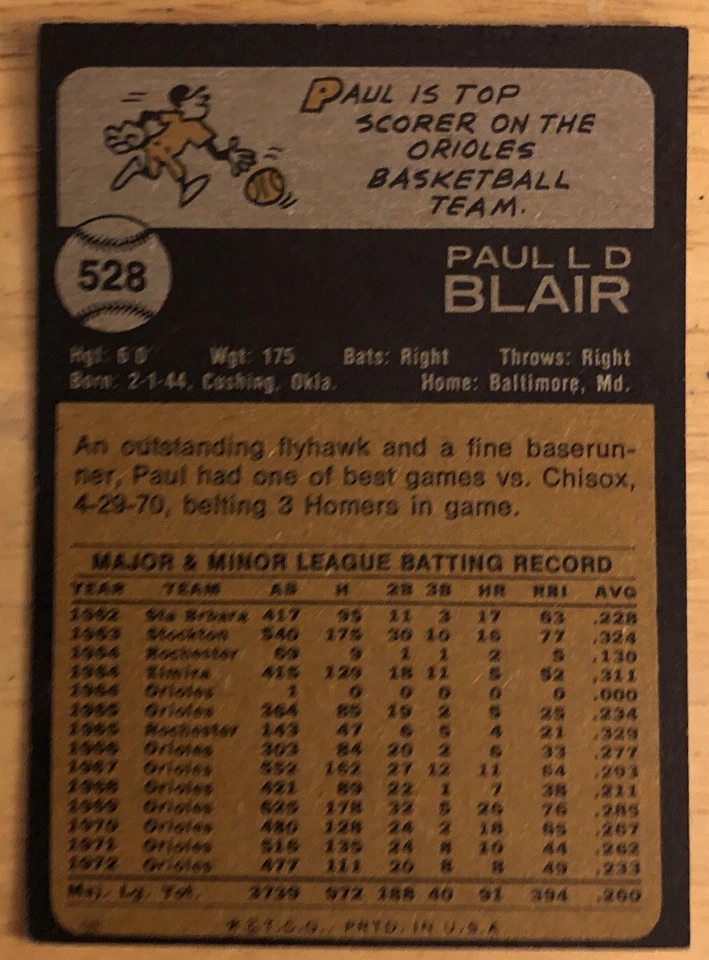 PAUL IS TOP
SCORER ON THE
ORIOLES
BASKETBALL
TEAM.
528
PAUL L D
BLAIR
Hgt: 6'0" Wgt: 175 Bats: Right Throws: Right
Born: 2-1-44, Cushing, Okla. Home: Baltimore, Md.
An outstanding flyhawk and a fine baserun-
ner, Paul had one of best games vs. Chisox,
4-29-70, belting 3 Homers in game.
MAJOR & MINOR LEAGUE BATTING RECORD
YEAR TEAM AB H 2B 3B HR RBI AVG
1962 Sta Brbara 417 95 11 3 17 63 .228
1963 Stockton 540 175 30 10 16 77 .324
1964 Rochester 69 9 1 1 2 5 .130
1964 Elmira 415 129 18 11 5 52 .311
1964 Orioles 1 0 0 0 0 0 .000
1965 Orioles 364 85 19 2 5 25 .234
1965 Rochester 143 47 6 5 4 21 .329
1966 Orioles 303 84 20 2 6 33 .277
1967 Orioles 552 162 27 12 11 64 .293
1968 Orioles 421 89 22 1 7 38 .211
1969 Orioles 625 178 32 5 26 76 .285
1970 Orioles 480 128 24 2 18 65 .267
1971 Orioles 516 135 24 8 10 44 .262
1972 Orioles 477 111 20 8 8 49 .233
Maj. Lg. Tot. 3739 972 188 40 91 394 .260
T.C.G., PRTD. IN U.S.A.